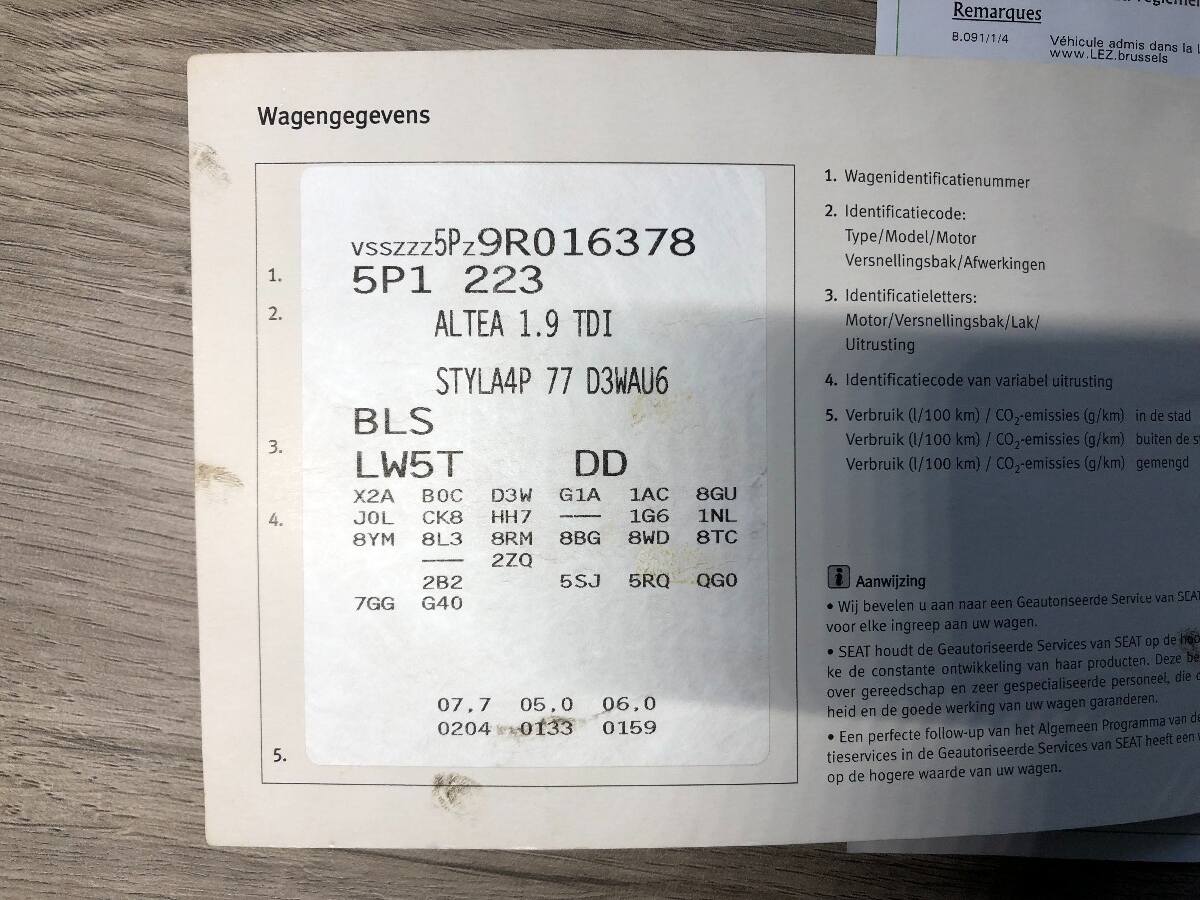 Remarques
B.091/1/4 Véhicule admis dans la
www.LEZ.brussels
Wagengegevens
VSSZZZ5PZ9R016378
1. 5P1 223
2. ALTEA 1.9 TDI
STYLA4P 77 D3WAU6
BLS
3. LW5T DD
X2A B0C D3W G1A 1AC 8GU
4. J0L CK8 HH7 —— 1G6 1NL
8YM 8L3 8RM 8BG 8WD 8TC
—— 2ZQ
2B2 5SJ 5RQ QG0
7GG G40
07.7 05.0 06.0
0204 0133 0159
5.
1. Wagenidentificatienummer
2. Identificatiecode:
Type/Model/Motor
Versnellingsbak/Afwerkingen
3. Identificatieletters:
Motor/Versnellingsbak/Lak/
Uitrusting
4. Identificatiecode van variabel uitrusting
5. Verbruik (l/100 km) / CO₂-emissies (g/km) in de stad
Verbruik (l/100 km) / CO₂-emissies (g/km) buiten de
Verbruik (l/100 km) / CO₂-emissies (g/km) gemengd
i Aanwijzing
• Wij bevelen u aan naar een Geautoriseerde Service van SEAT
voor elke ingreep aan uw wagen.
• SEAT houdt de Geautoriseerde Services van SEAT op de
ke de constante ontwikkeling van haar producten. Deze
over gereedschap en zeer gespecialiseerde personeel, die
heid en de goede werking van uw wagen garanderen.
• Een perfecte follow-up van het Algemeen Programma van de
tieservices in de Geautoriseerde Services van SEAT heeft een
op de hogere waarde van uw wagen.